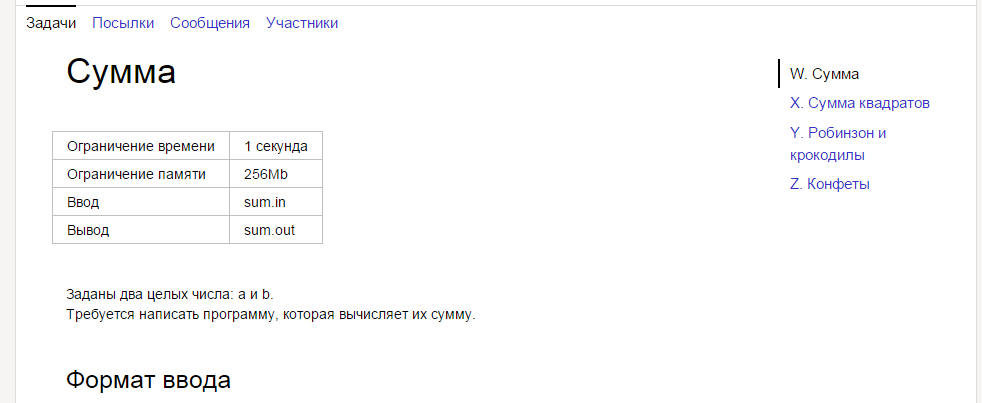 Задачи Посылки Сообщения Участники
Сумма
Ограничение времени 1 секунда
Ограничение памяти 256Mb
Ввод sum.in
Вывод sum.out
Заданы два целых числа: a и b.
Требуется написать программу, которая вычисляет их сумму.
Формат ввода
W. Сумма
X. Сумма квадратов
Y. Робинзон и
крокодилы
Z. Конфеты